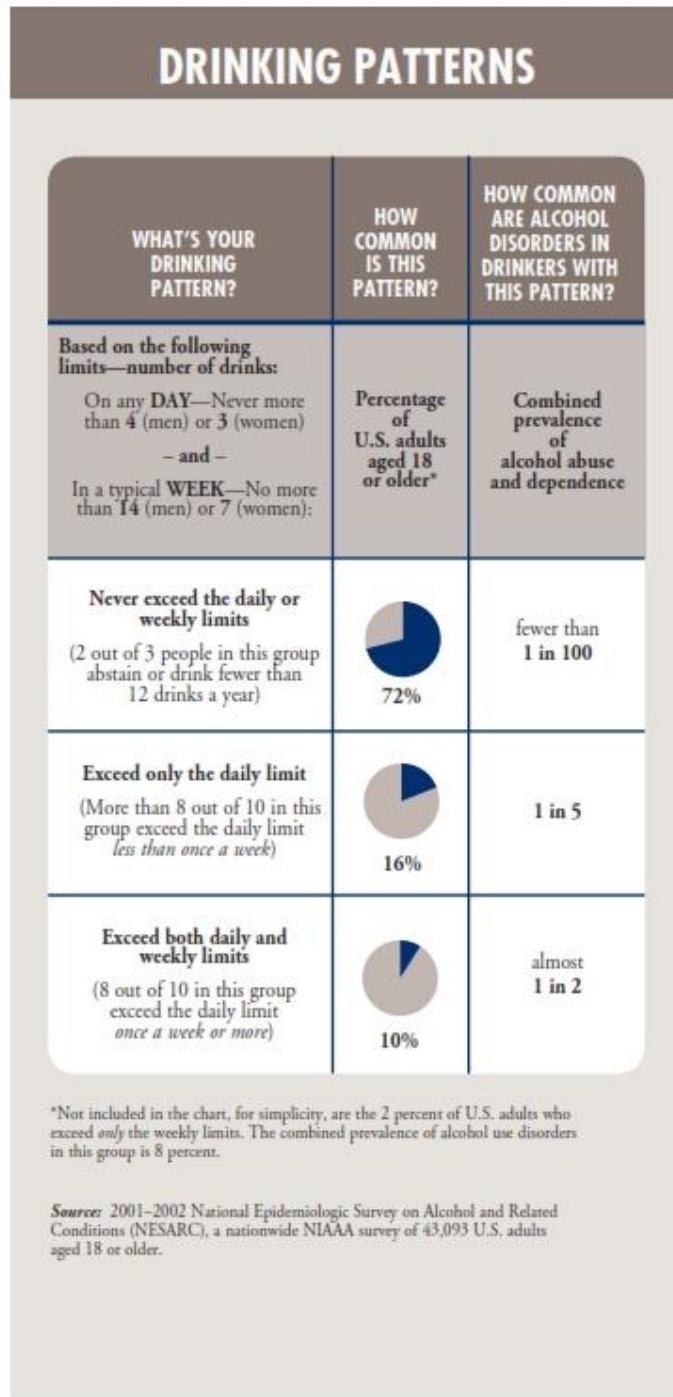 DRINKING PATTERNS
WHAT'S YOUR
DRINKING
PATTERN?
HOW
COMMON
IS THIS
PATTERN?
HOW COMMON
ARE ALCOHOL
DISORDERS IN
DRINKERS WITH
THIS PATTERN?
Based on the following
limits—number of drinks:
On any DAY—Never more
than 4 (men) or 3 (women)
– and –
In a typical WEEK—No more
than 14 (men) or 7 (women):
Percentage
of
U.S. adults
aged 18
or older*
Combined
prevalence
of
alcohol abuse
and dependence
Never exceed the daily or
weekly limits
(2 out of 3 people in this group
abstain or drink fewer than
12 drinks a year)
72%
fewer than
1 in 100
Exceed only the daily limit
(More than 8 out of 10 in this
group exceed the daily limit
less than once a week)
16%
1 in 5
Exceed both daily and
weekly limits
(8 out of 10 in this group
exceed the daily limit
once a week or more)
10%
almost
1 in 2
*Not included in the chart, for simplicity, are the 2 percent of U.S. adults who
exceed only the weekly limits. The combined prevalence of alcohol use disorders
in this group is 8 percent.
Source: 2001–2002 National Epidemiologic Survey on Alcohol and Related
Conditions (NESARC), a nationwide NIAAA survey of 43,093 U.S. adults
aged 18 or older.